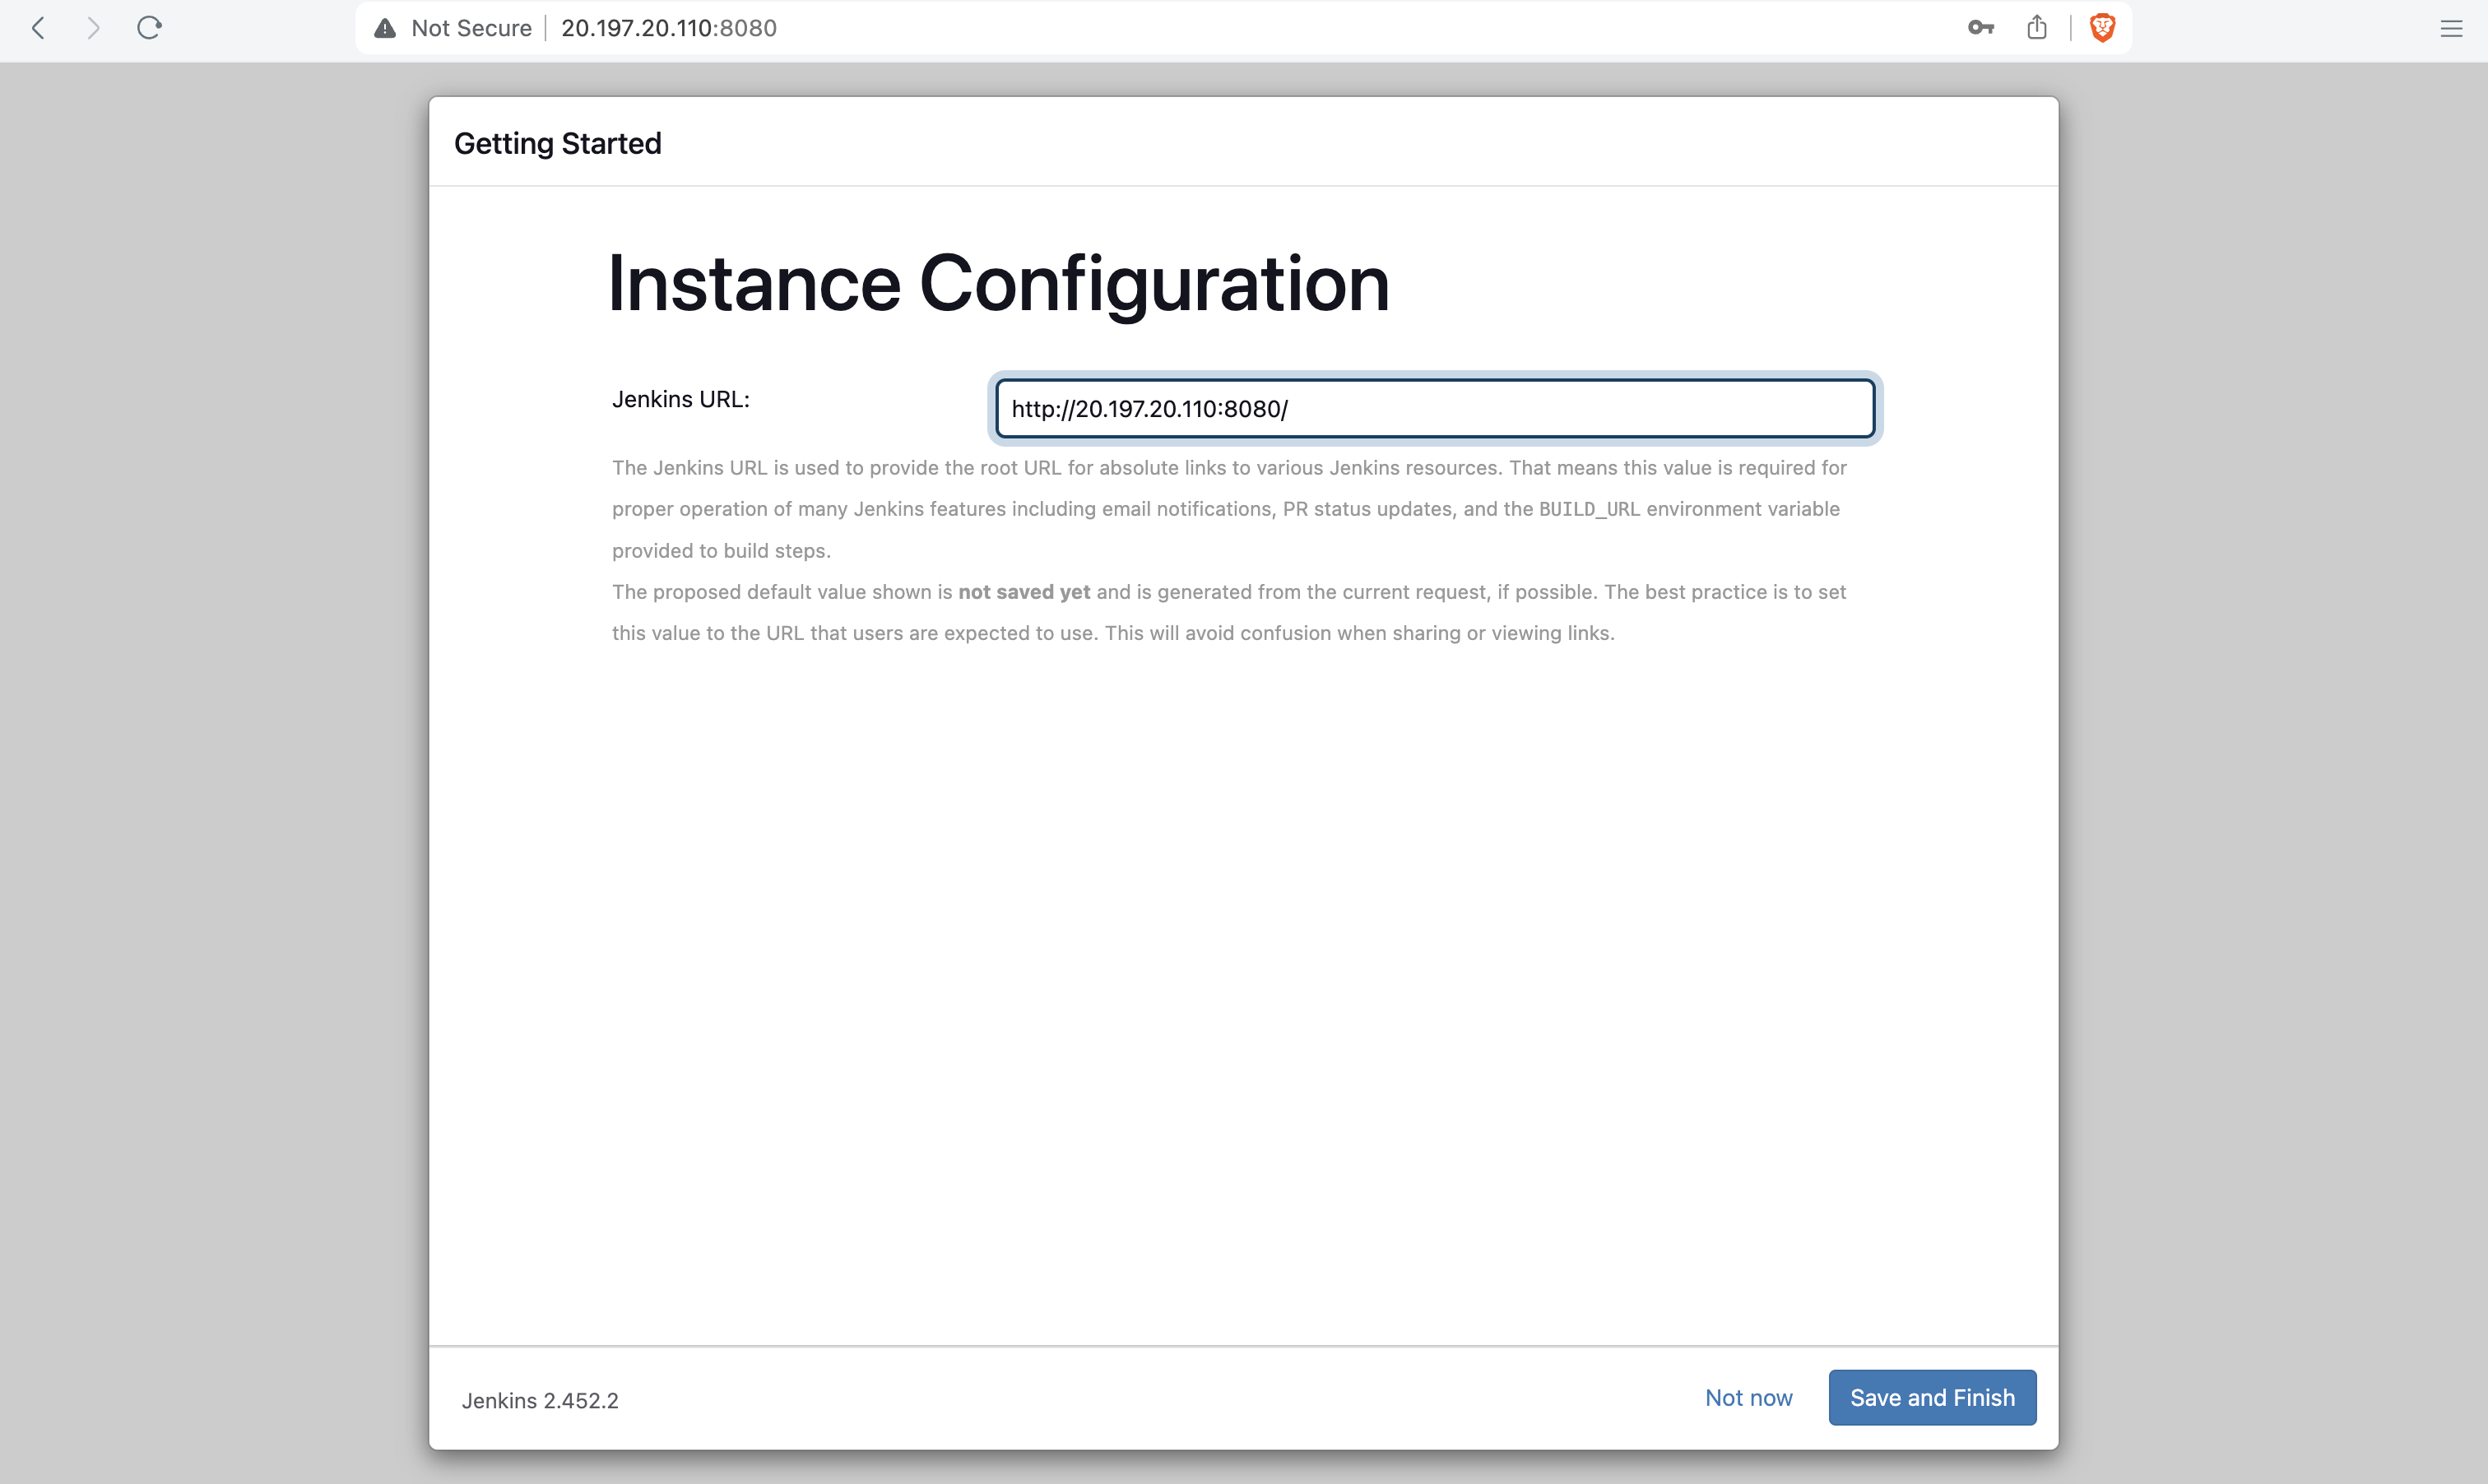 Not Secure
20.197.20.110:8080
Getting Started
Instance Configuration
Jenkins URL:
http://20.197.20.110:8080/
The Jenkins URL is used to provide the root URL for absolute links to various Jenkins resources. That means this value is required for
proper operation of many Jenkins features including email notifications, PR status updates, and the BUILD_URL environment variable
provided to build steps.
The proposed default value shown is not saved yet and is generated from the current request, if possible. The best practice is to set
this value to the URL that users are expected to use. This will avoid confusion when sharing or viewing links.
Jenkins 2.452.2
Not now
Save and Finish